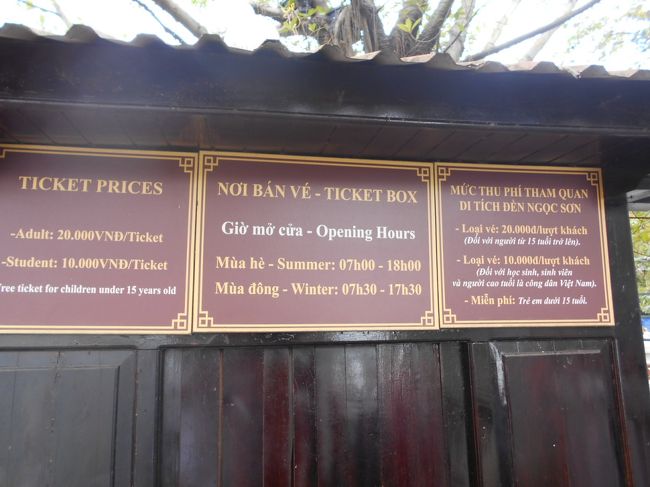 TICKET PRICES
-Adult: 20.000VNĐ/Ticket
-Student: 10.000VNĐ/Ticket
Free ticket for children under 15 years old
NƠI BÁN VÉ - TICKET BOX
Giờ mở cửa - Opening Hours
Mùa hè - Summer: 07h00 - 18h00
Mùa đông - Winter: 07h30 - 17h30
MỨC THU PHÍ THAM QUAN
DI TÍCH ĐỀN NGỌC SƠN
- Loại vé: 20.000đ/lượt khách
(Đối với người từ 15 tuổi trở lên).
- Loại vé: 10.000đ/lượt khách
(Đối với học sinh, sinh viên
và người cao tuổi là công dân Việt Nam).
- Miễn phí: Trẻ em dưới 15 tuổi.